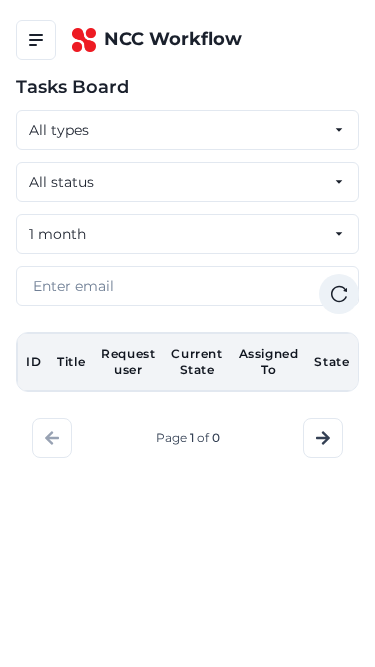 NCC Workflow
Tasks Board
All types
All status
1 month
Enter email
ID Title Request user Current State Assigned To State
Page 1 of 0